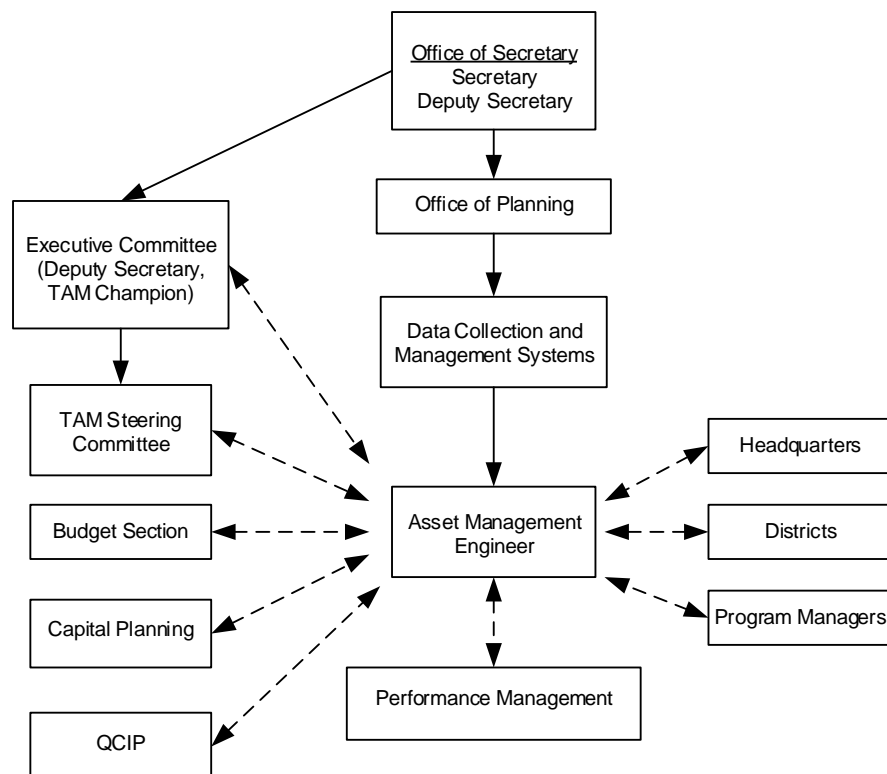 Office of Secretary
Secretary
Deputy Secretary
Office of Planning
Executive Committee
(Deputy Secretary,
TAM Champion)
Data Collection and
Management Systems
TAM Steering
Committee
Headquarters
Budget Section
Asset Management
Engineer
Districts
Capital Planning
Program Managers
Performance Management
QCIP